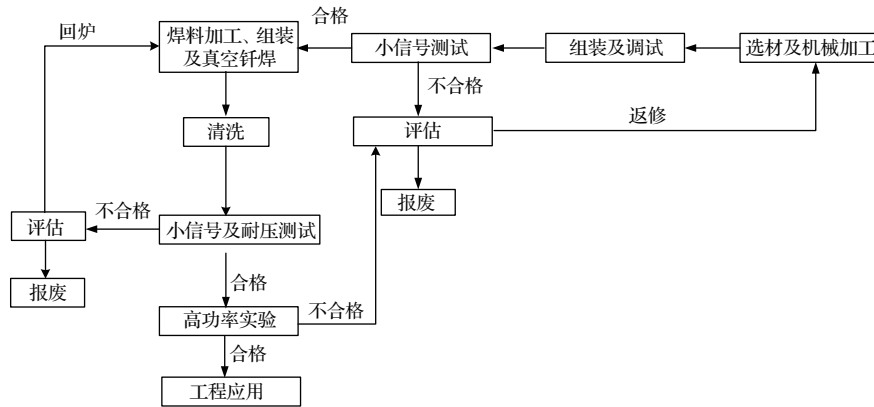 回炉
焊料加工、组装
及真空钎焊
合格
小信号测试
组装及调试
选材及机械加工
不合格
清洗
评估
返修
报废
不合格
评估
小信号及耐压测试
报废
合格
高功率实验
不合格
合格
工程应用